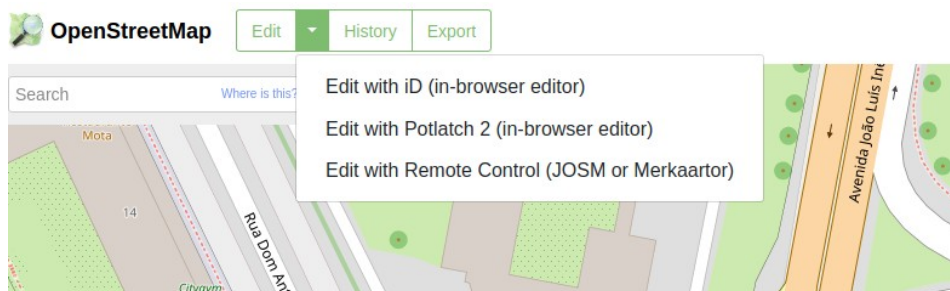 OpenStreetMap
Edit
History
Export
Edit with iD (in-browser editor)
Search
Where is this?
Edit with Potlatch 2 (in-browser editor)
Mota
Edit with Remote Control (JOSM or Merkaartor)
Avenida João Luís
14
Rua Dom
Citygym